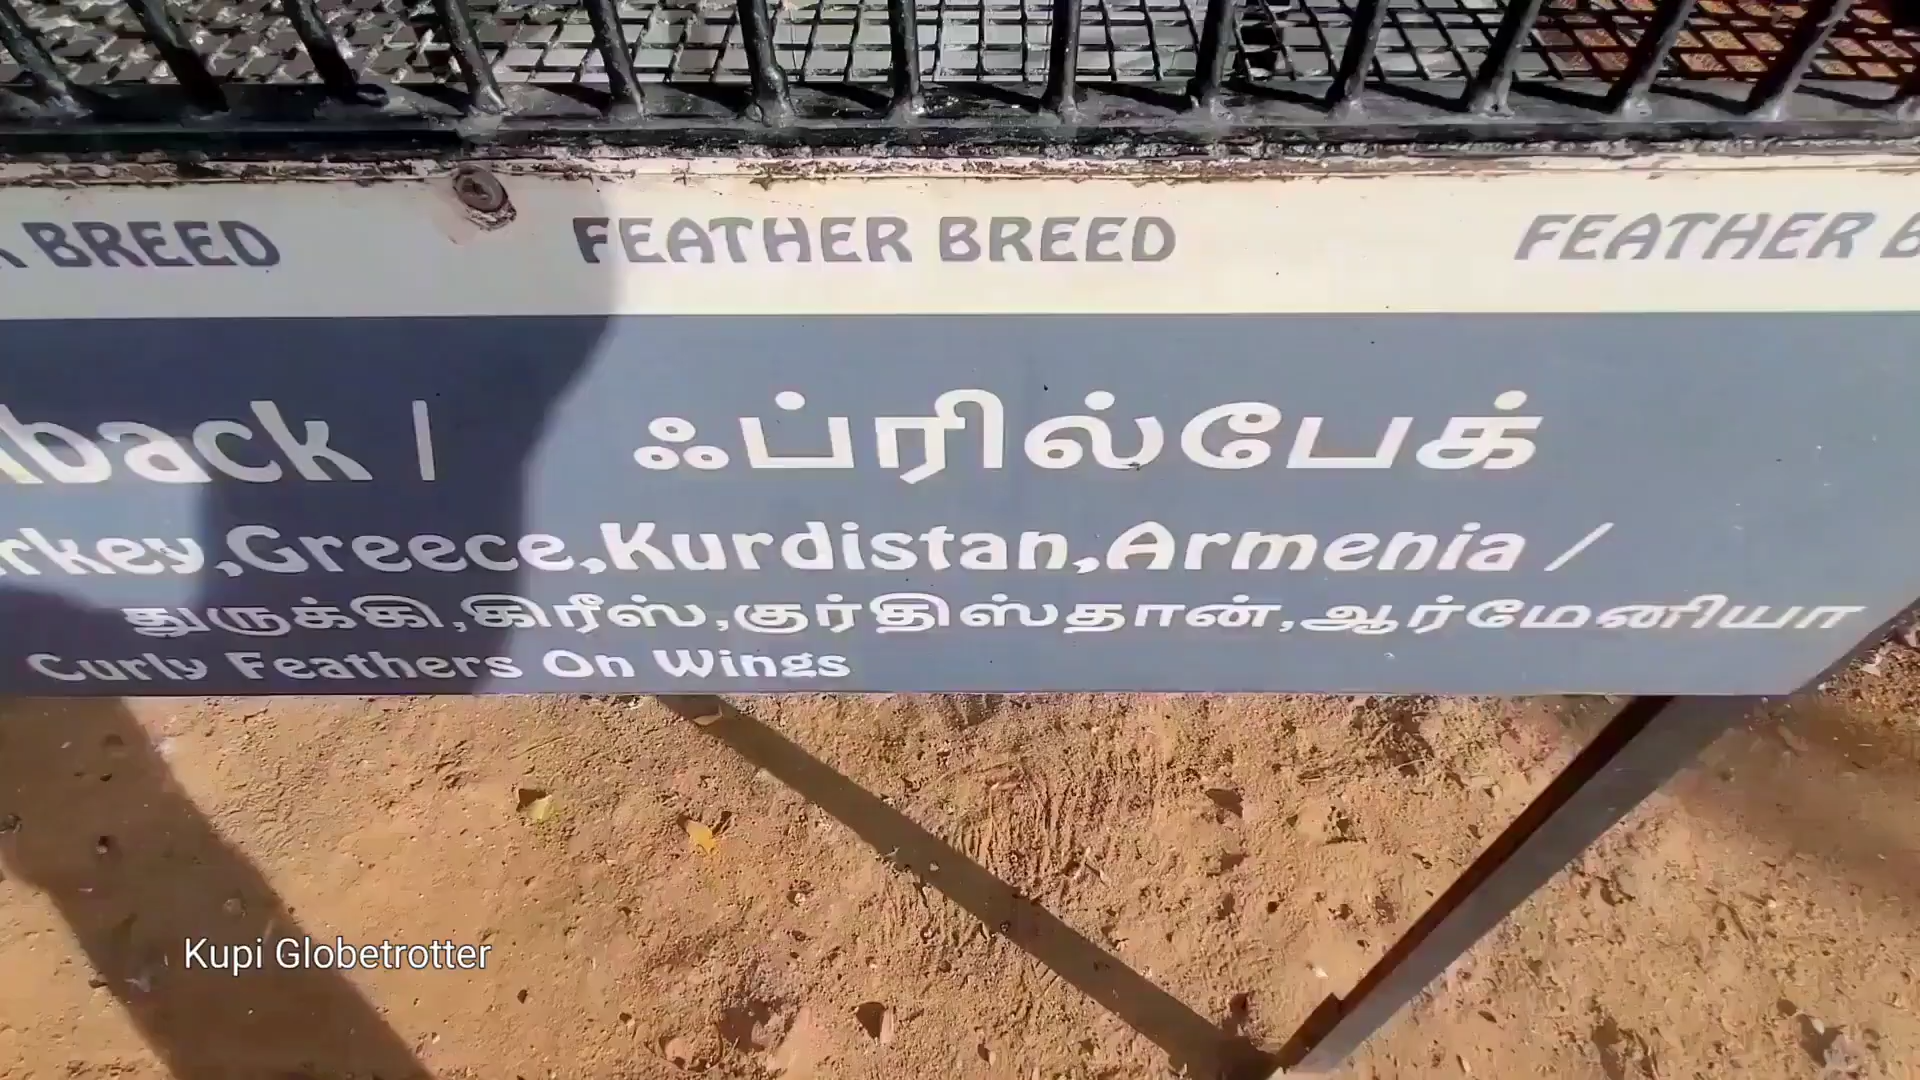 BREED FEATHER BREED FEATHER
back / ஃப்ரில்பேக்
rkey,Greece,Kurdistan,Armenia /
துருக்கி,கிரீஸ்,குர்திஸ்தான்,ஆர்மேனியா
Curly Feathers On Wings
Kupi Globetrotter